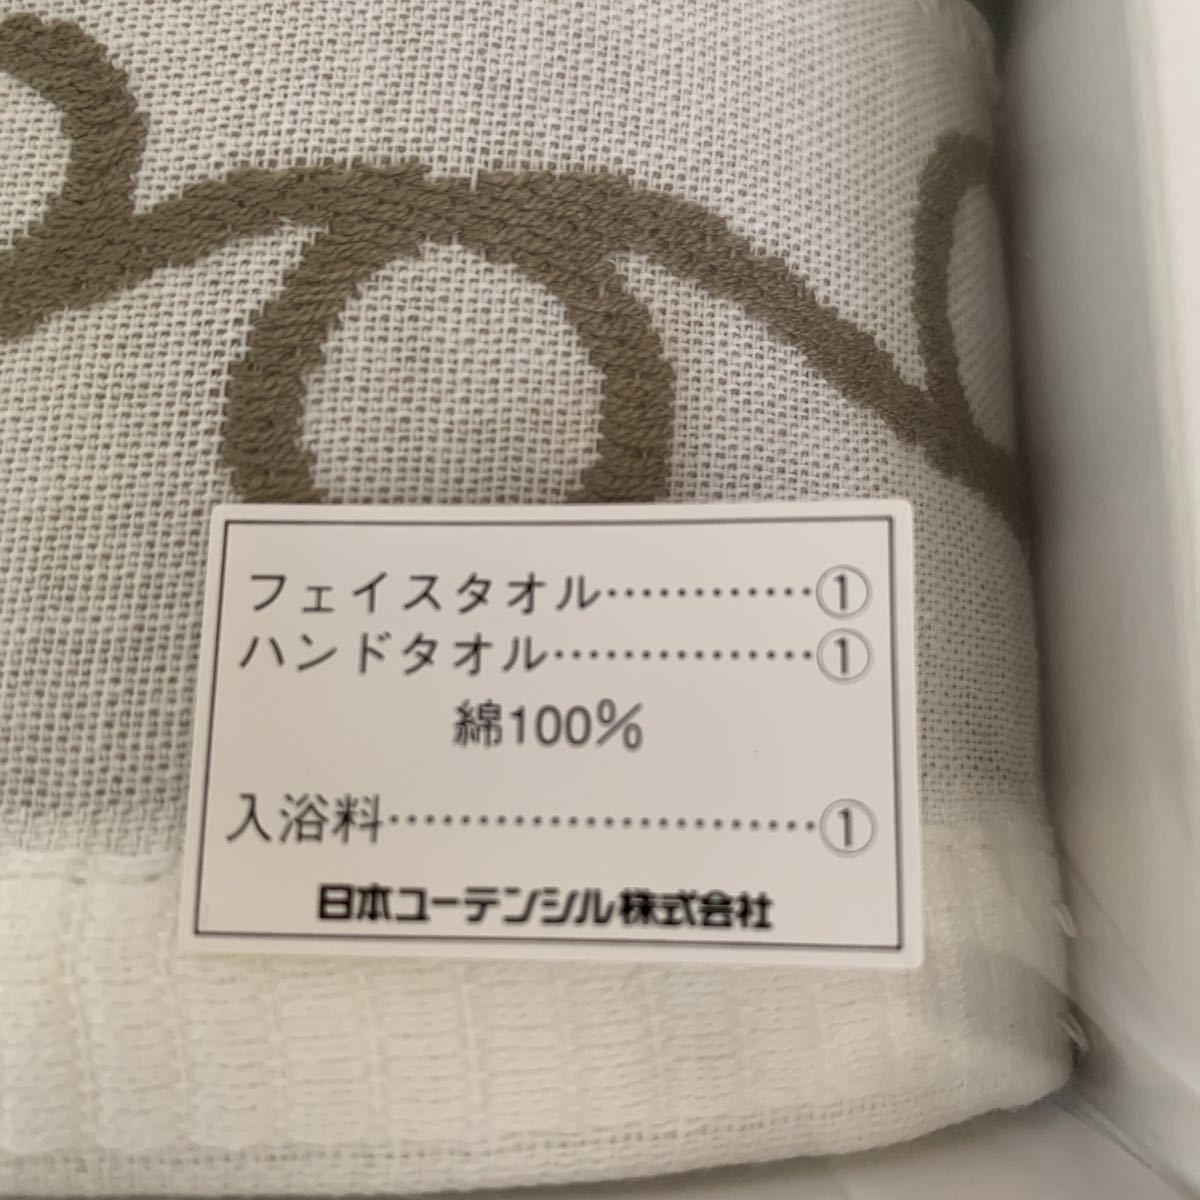 フェイスタオル…………①
ハンドタオル……………①
綿100%
入浴料……………………①
日本ユーテンシル株式会社